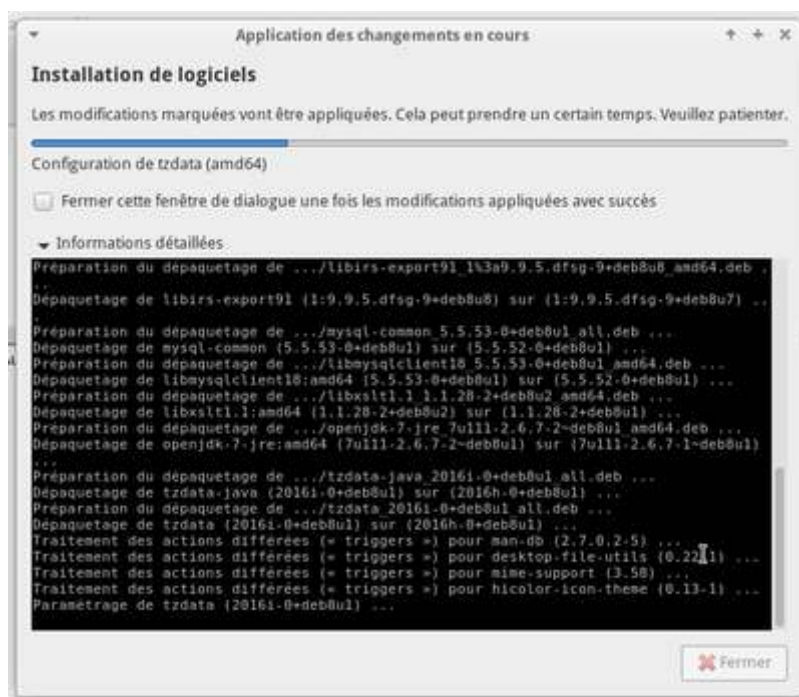 Application des changements en cours
Installation de logiciels
Les modifications marquées vont être appliquées. Cela peut prendre un certain temps. Veuillez patienter.
Configuration de tzdata (amd64)
Fermer cette fenêtre de dialogue une fois les modifications appliquées avec succès
Informations détaillées
Préparation du dépaquetage de .../libirs-export91_1%3a9.9.5.dfsg-9+deb8u8_amd64.deb .
..
Dépaquetage de libirs-export91 (1:9.9.5.dfsg-9+deb8u8) sur (1:9.9.5.dfsg-9+deb8u7) ..
.
Préparation du dépaquetage de .../mysql-common_5.5.53-0+deb8u1_all.deb ...
Dépaquetage de mysql-common (5.5.53-0+deb8u1) sur (5.5.52-0+deb8u1) ...
Préparation du dépaquetage de .../libmysqlclient18_5.5.53-0+deb8u1_amd64.deb ...
Dépaquetage de libmysqlclient18:amd64 (5.5.53-0+deb8u1) sur (5.5.52-0+deb8u1) ...
Préparation du dépaquetage de .../libxslt1.1_1.1.28-2+deb8u2_amd64.deb ...
Dépaquetage de libxslt1.1:amd64 (1.1.28-2+deb8u2) sur (1.1.28-2+deb8u1) ...
Préparation du dépaquetage de .../openjdk-7-jre_7u111-2.6.7-2~deb8u1_amd64.deb ...
Dépaquetage de openjdk-7-jre:amd64 (7u111-2.6.7-2~deb8u1) sur (7u111-2.6.7-1~deb8u1)
...
Préparation du dépaquetage de .../tzdata-java_2016i-0+deb8u1_all.deb ...
Dépaquetage de tzdata-java (2016i-0+deb8u1) sur (2016h-0+deb8u1) ...
Préparation du dépaquetage de .../tzdata_2016i-0+deb8u1_all.deb ...
Dépaquetage de tzdata (2016i-0+deb8u1) sur (2016h-0+deb8u1) ...
Traitement des actions différées (« triggers ») pour man-db (2.7.0.2-5) ...
Traitement des actions différées (« triggers ») pour desktop-file-utils (0.22-1) ...
Traitement des actions différées (« triggers ») pour mime-support (3.58) ...
Traitement des actions différées (« triggers ») pour hicolor-icon-theme (0.13-1) ...
Paramétrage de tzdata (2016i-0+deb8u1) ...
Fermer